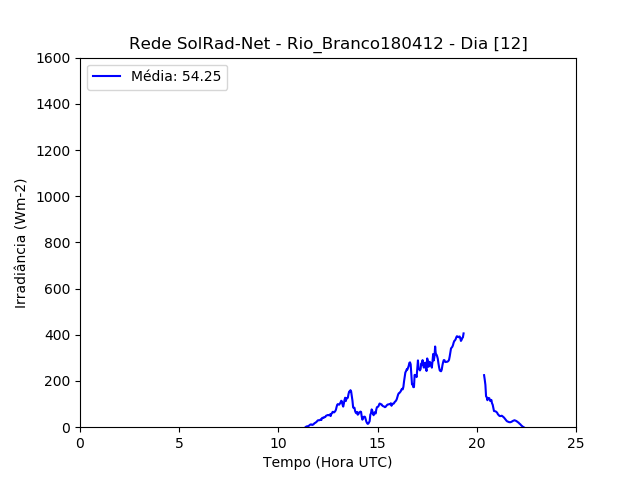 Rede SolRad-Net - Rio_Branco180412 - Dia [12]
Média: 54.25
Irradiância (Wm-2)
1600
1400
1200
1000
800
600
400
200
0
0 5 10 15 20 25
Tempo (Hora UTC)